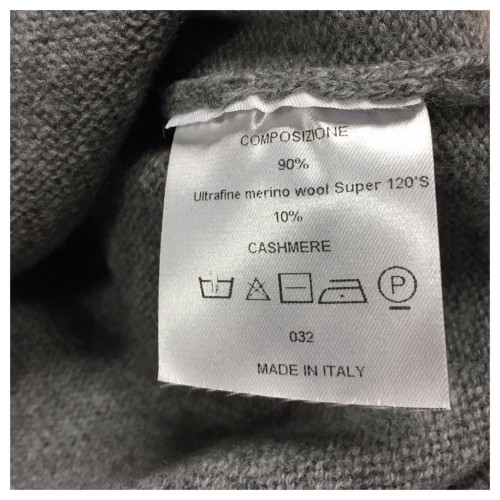 COMPOSIZIONE
90%
Ultrafine merino wool Super 120'S
10%
CASHMERE
P
032
MADE IN ITALY